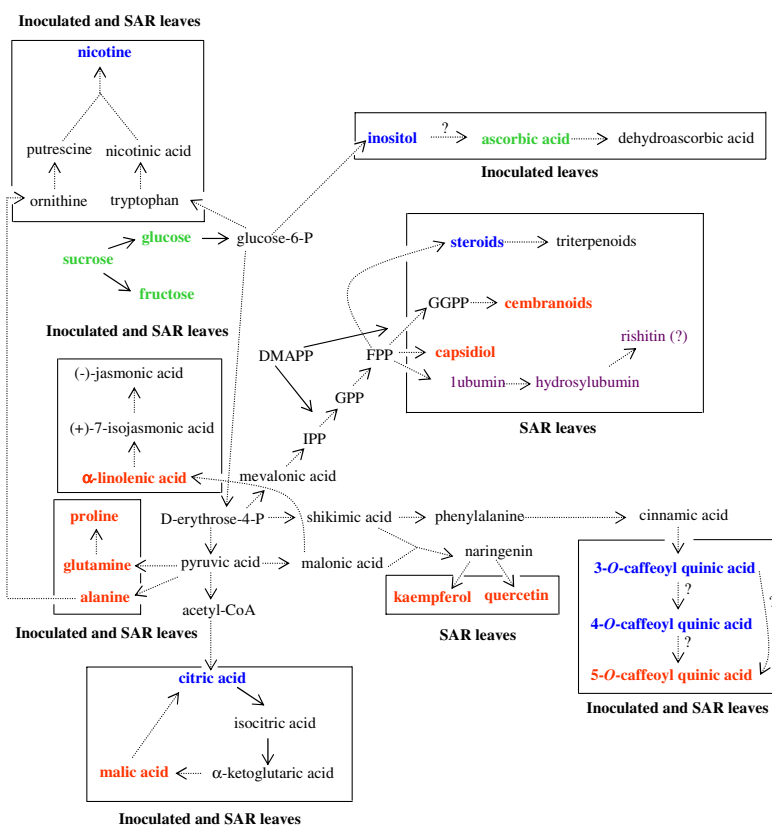 Inoculated and SAR leaves
nicotine
putrescine
nicotinic acid
ornithine
tryptophan
inositol
?
ascorbic acid
dehydroascorbic acid
Inoculated leaves
glucose
glucose-6-P
sucrose
fructose
Inoculated and SAR leaves
steroids
triterpenoids
GGPP
cembranoids
rishitin (?)
DMAPP
FPP
capsidiol
1ubumin
hydrosylubumin
GPP
IPP
SAR leaves
(-)-jasmonic acid
(+)-7-isojasmonic acid
α-linolenic acid
mevalonic acid
proline
glutamine
alanine
Inoculated and SAR leaves
D-erythrose-4-P
shikimic acid
phenylalanine
cinnamic acid
pyruvic acid
malonic acid
naringenin
kaempferol
quercetin
SAR leaves
acetyl-CoA
3-O-caffeoyl quinic acid
?
?
4-O-caffeoyl quinic acid
?
5-O-caffeoyl quinic acid
Inoculated and SAR leaves
citric acid
isocitric acid
malic acid
α-ketoglutaric acid
Inoculated and SAR leaves